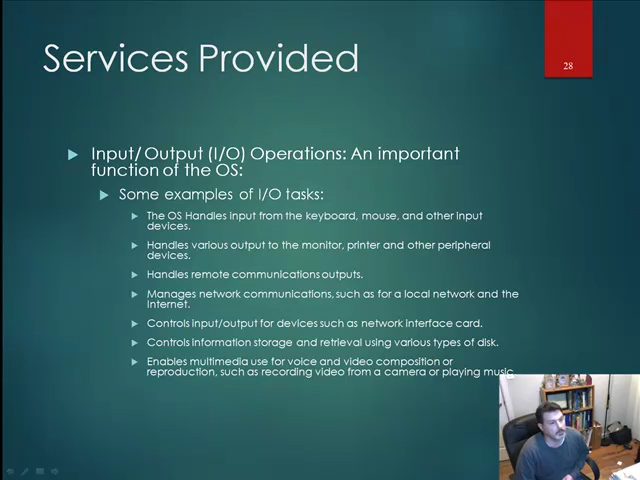 Services Provided
28
Input/ Output (I/O) Operations: An important
function of the OS:
Some examples of I/O tasks:
The OS Handles input from the keyboard, mouse, and other input
devices.
Handles various output to the monitor, printer and other peripheral
devices.
Handles remote communications outputs.
Manages network communications, such as for a local network and the
Internet.
Controls input/output for devices such as network interface card.
Controls information storage and retrieval using various types of disk.
Enables multimedia use for voice and video composition or
reproduction, such as recording video from a camera or playing music